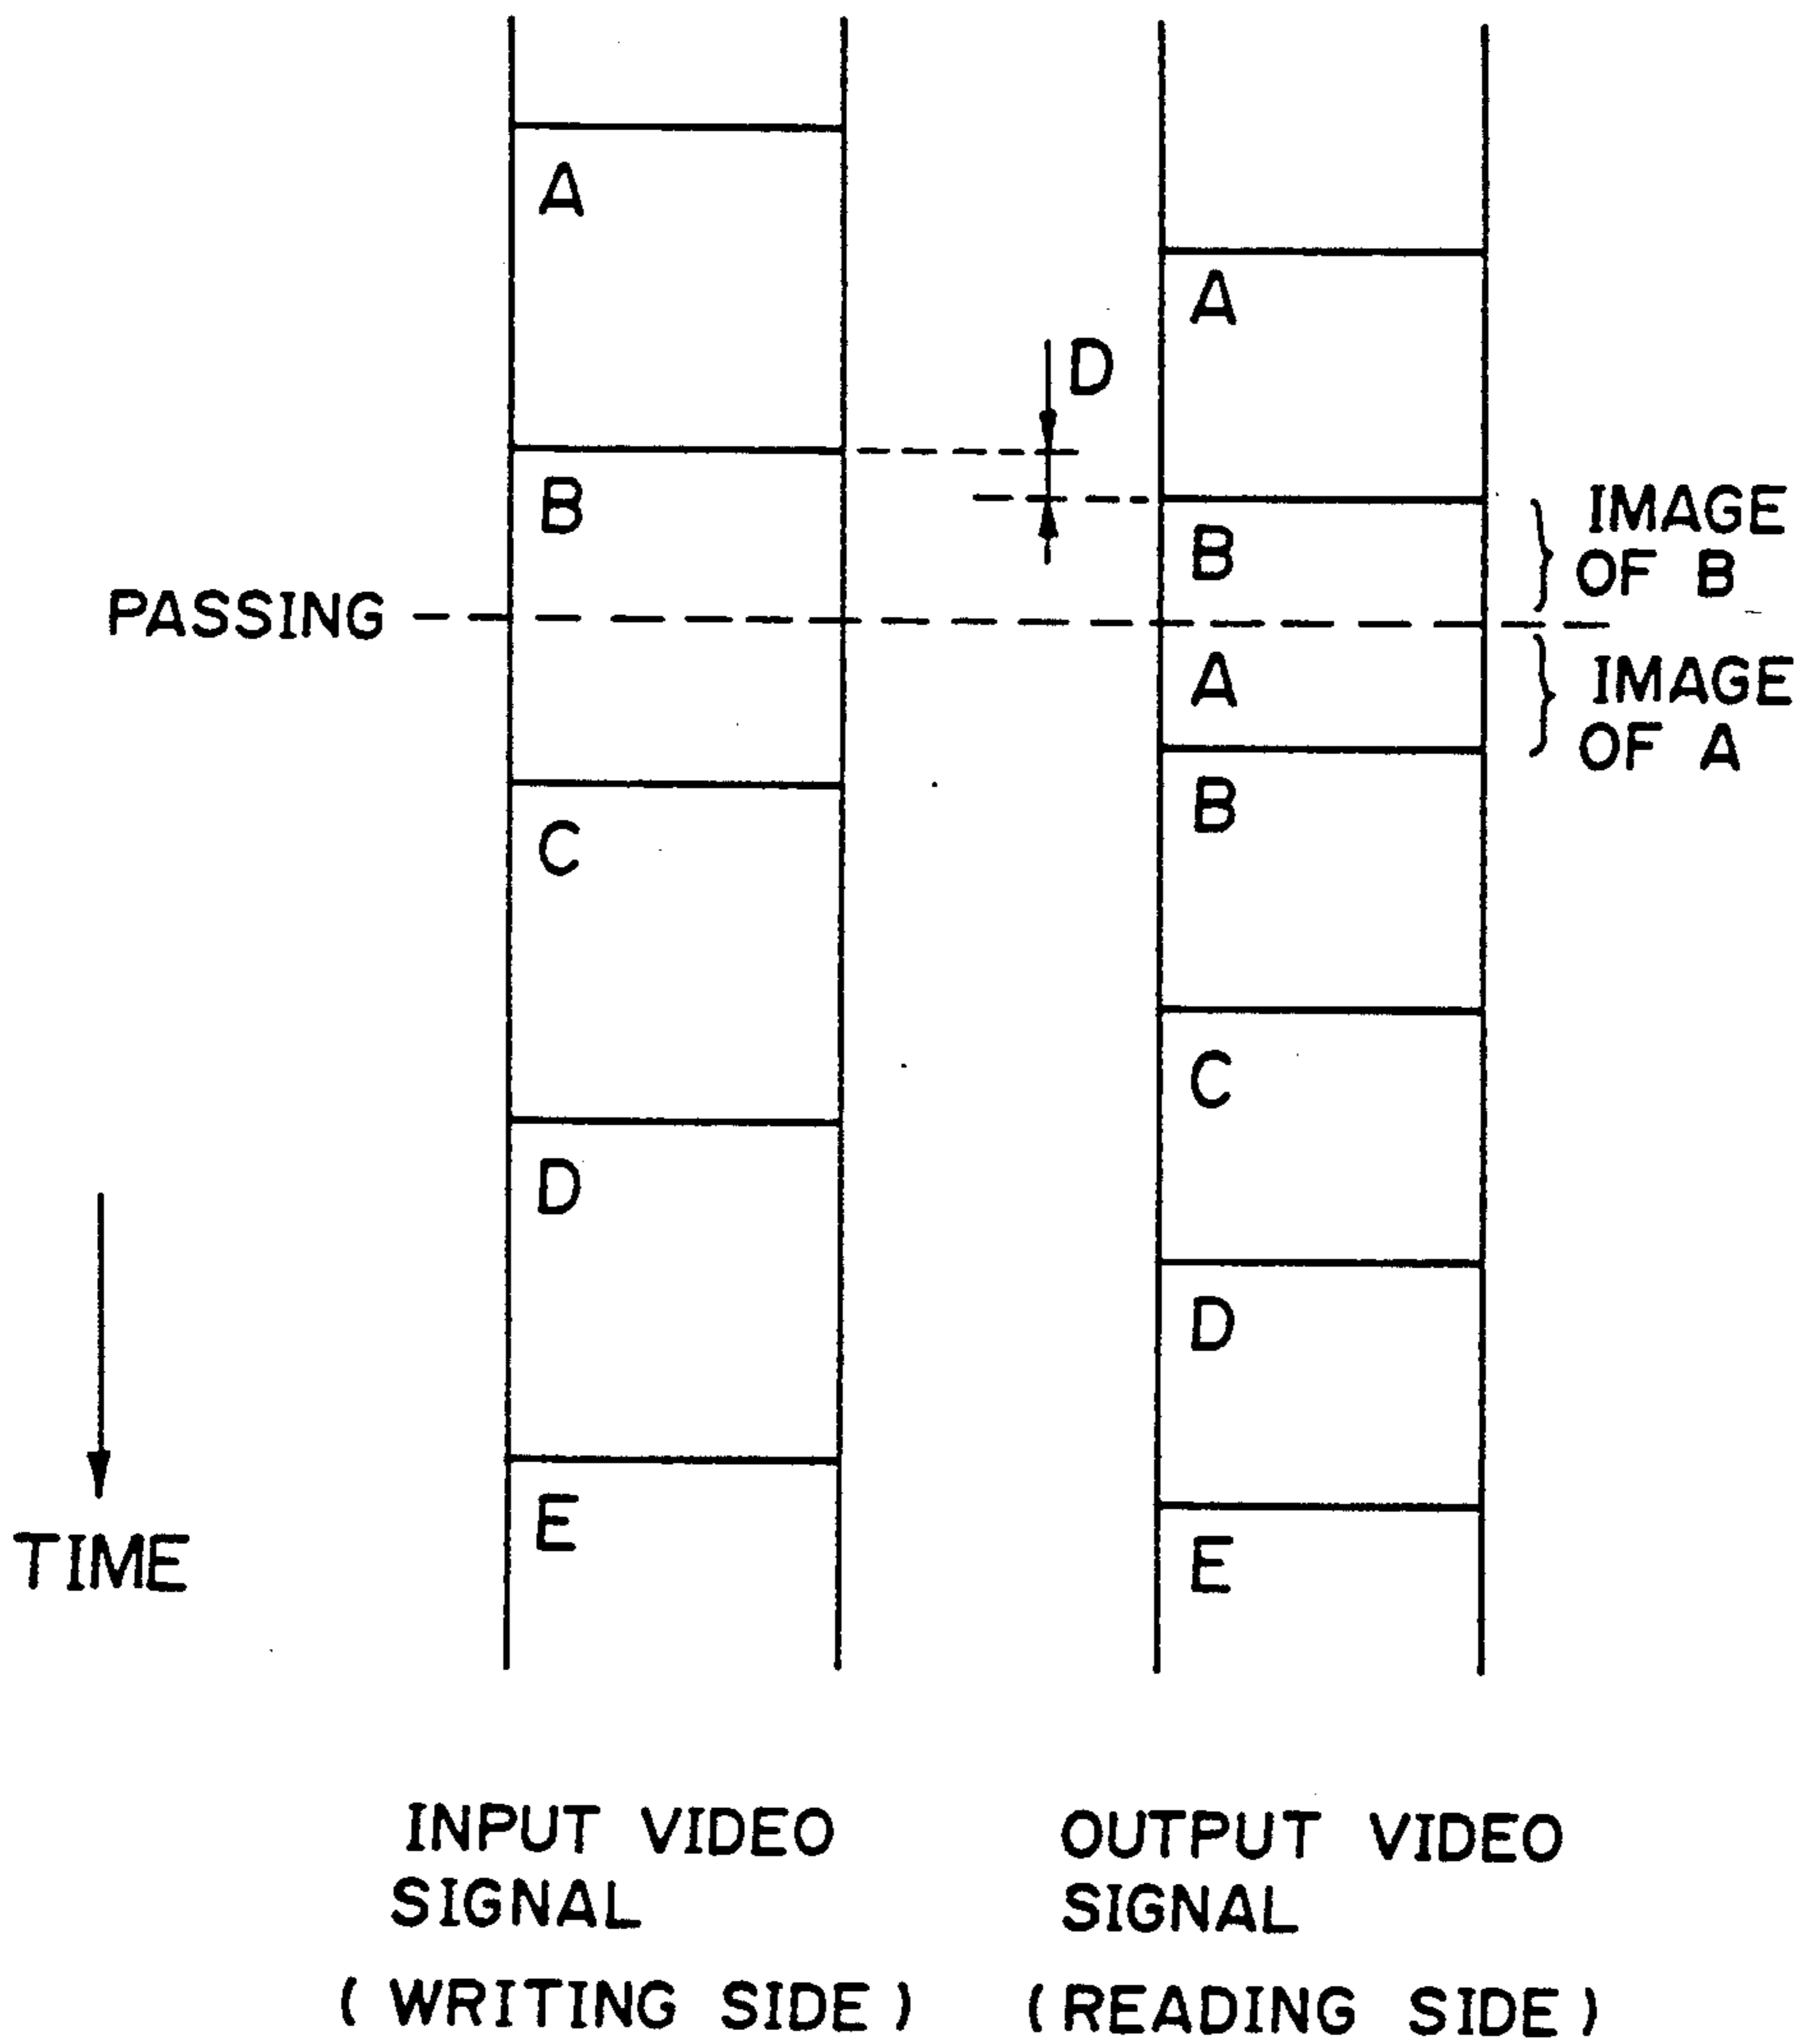 A
A
D
B
IMAGE
OF B
B
PASSING
A
IMAGE
OF A
B
C
C
D
D
E
E
TIME
INPUT VIDEO
SIGNAL
(WRITING SIDE)
OUTPUT VIDEO
SIGNAL
(READING SIDE)